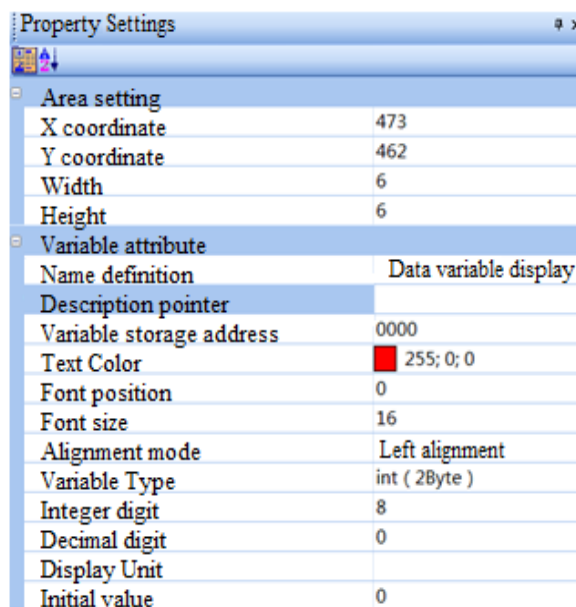 Property Settings
Area setting
X coordinate 473
Y coordinate 462
Width 6
Height 6
Variable attribute
Name definition Data variable display
Description pointer
Variable storage address 0000
Text Color 255; 0; 0
Font position 0
Font size 16
Alignment mode Left alignment
Variable Type int ( 2Byte )
Integer digit 8
Decimal digit 0
Display Unit
Initial value 0